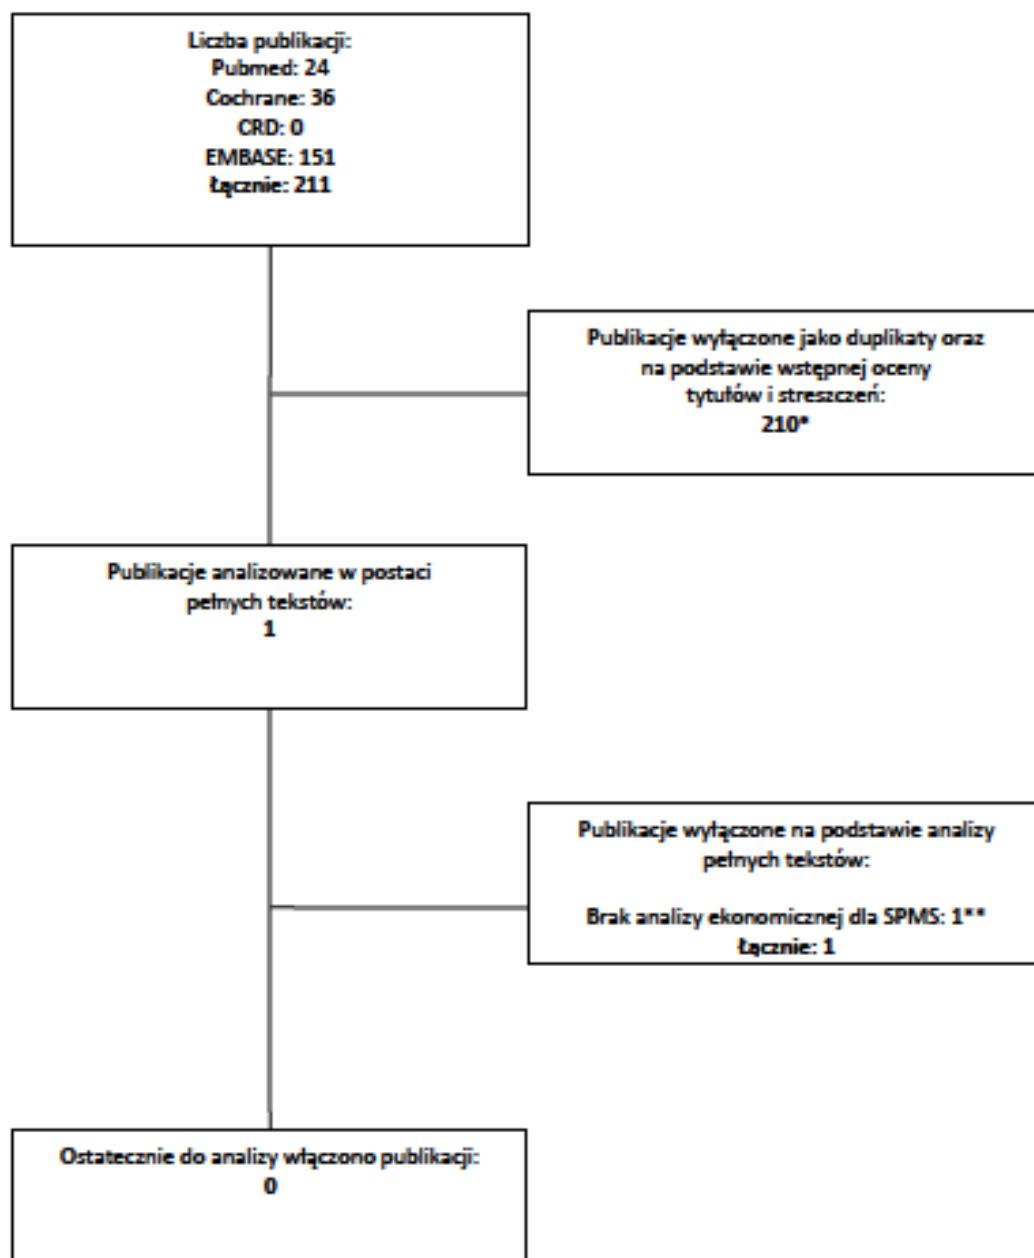 Liczba publikacji:
Pubmed: 24
Cochrane: 36
CRD: 0
EMBASE: 151
Łącznie: 211
Publikacje wyłączone jako duplikaty oraz
na podstawie wstępnej oceny
tytułów i streszczeń:
210*
Publikacje analizowane w postaci
pełnych tekstów:
1
Publikacje wyłączone na podstawie analizy
pełnych tekstów:
Brak analizy ekonomicznej dla SPMS: 1**
Łącznie: 1
Ostatecznie do analizy włączono publikacji:
0